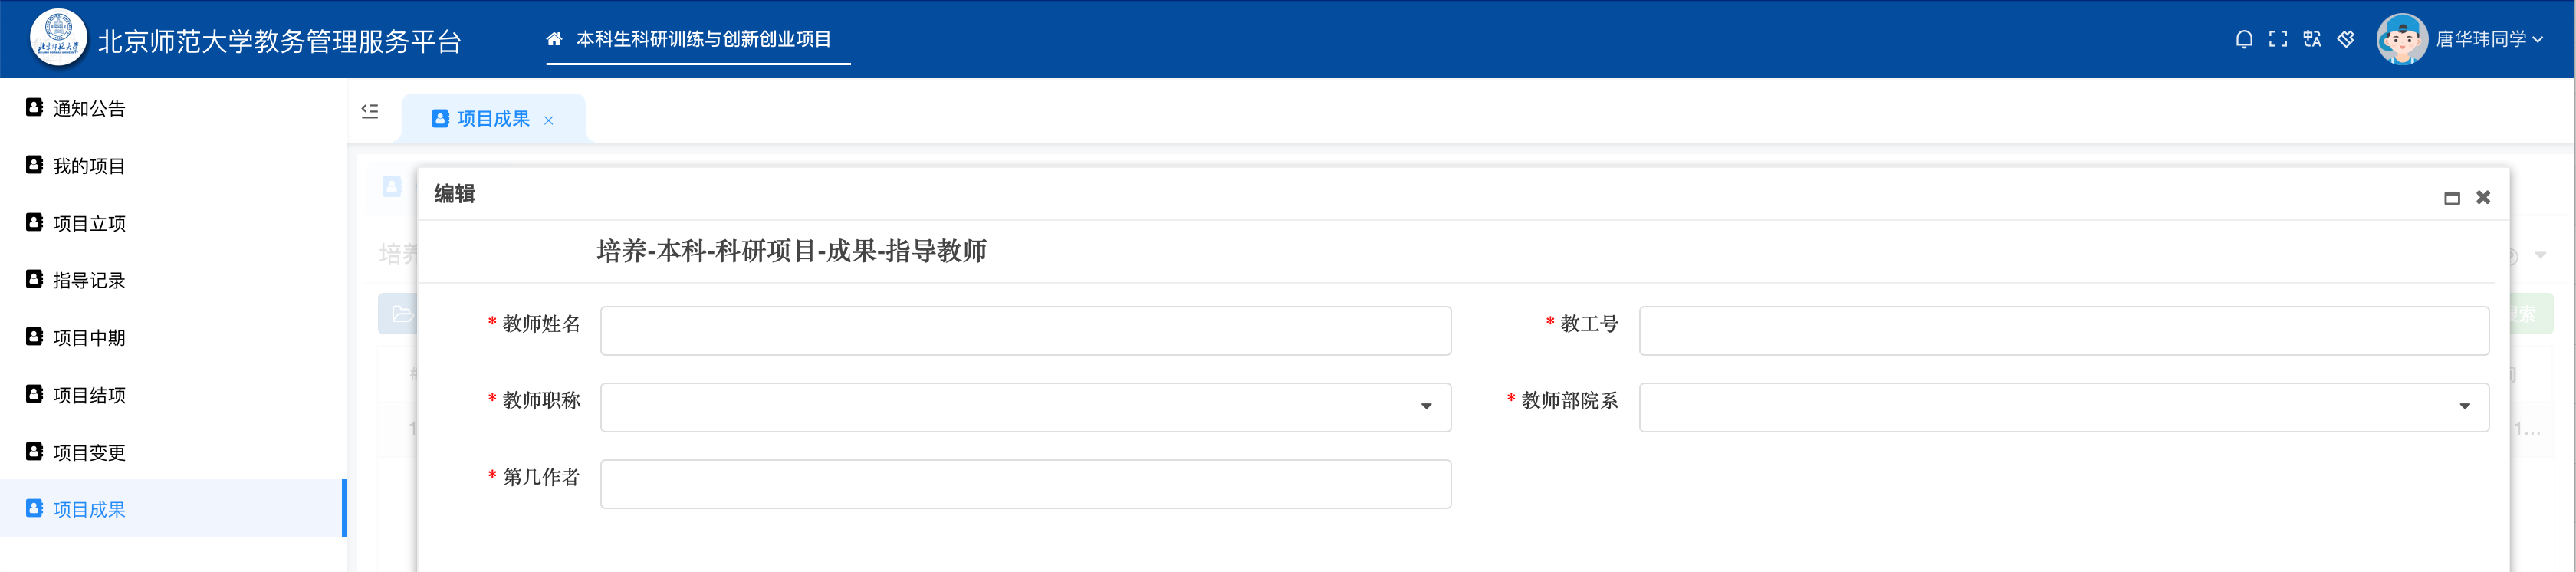 北京师范大学教务管理服务平台
本科生科研训练与创新创业项目
唐华玮同学
通知公告
我的项目
项目立项
指导记录
项目中期
项目结项
项目变更
项目成果
项目成果 ×
编辑
培养
培养-本科-科研项目-成果-指导教师
* 教师姓名
* 教工号
* 教师职称
* 教师部院系
* 第几作者
索
#
1
1...